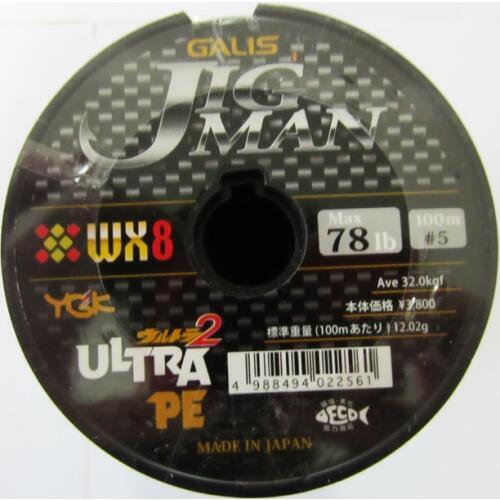 GALIS
JIG
MAN
WX8
Max
78 lb
100m
#5
Ave 32.0kgf
本体価格 ¥3,800
標準重量 (100mあたり) 12.02g
YGK
ウルトラ2
ULTRA
PE
4 988494 022561
ECO
MADE IN JAPAN